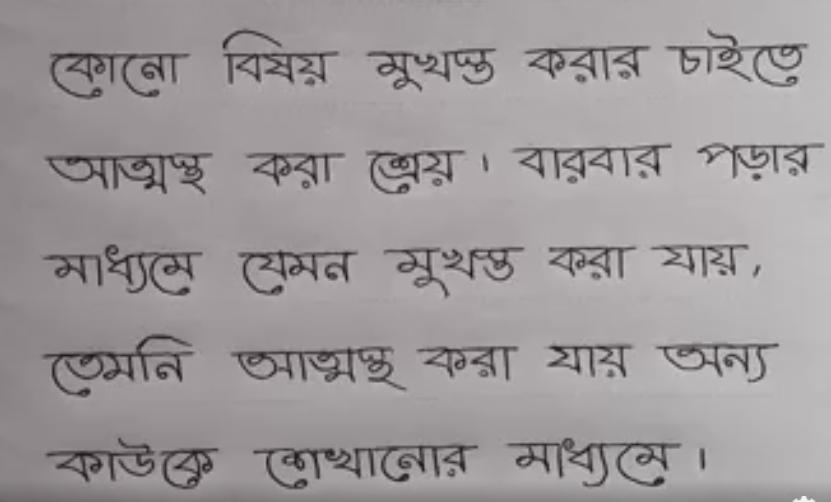 কোনো বিষয় মুখস্ত করার চাইতে
আত্মস্থ করা শ্রেয়। বারবার পড়ার
মাধ্যমে যেমন মুখস্ত করা যায়,
তেমনি আত্মস্থ করা যায় অন্য
কাউকে শেখানোর মাধ্যমে।